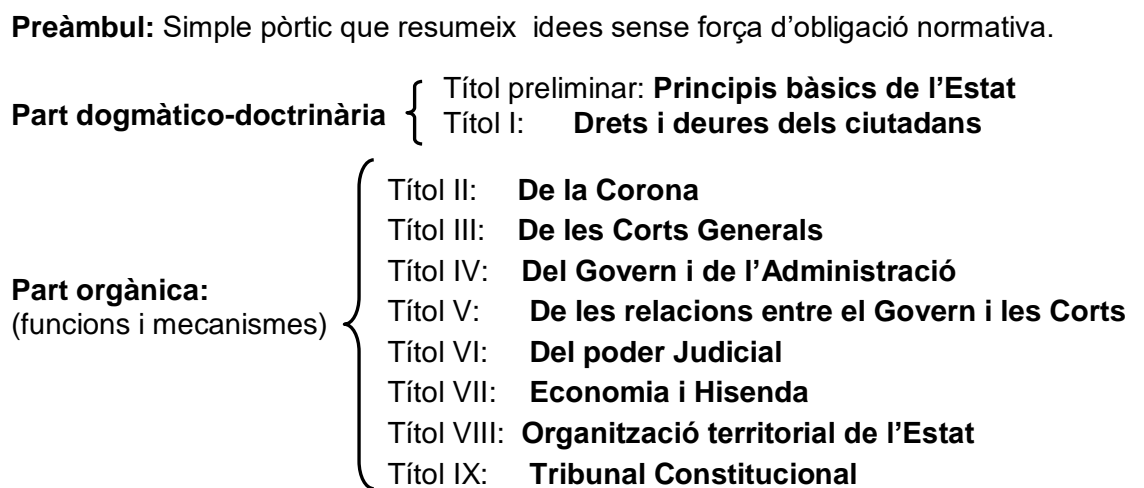 Preàmbul: Simple pòrtic que resumeix idees sense força d’obligació normativa.
Part dogmàtico-doctrinària
Títol preliminar: Principis bàsics de l’Estat
Títol I: Drets i deures dels ciutadans
Part orgànica:
(funcions i mecanismes)
Títol II: De la Corona
Títol III: De les Corts Generals
Títol IV: Del Govern i de l’Administració
Títol V: De les relacions entre el Govern i les Corts
Títol VI: Del poder Judicial
Títol VII: Economia i Hisenda
Títol VIII: Organització territorial de l’Estat
Títol IX: Tribunal Constitucional